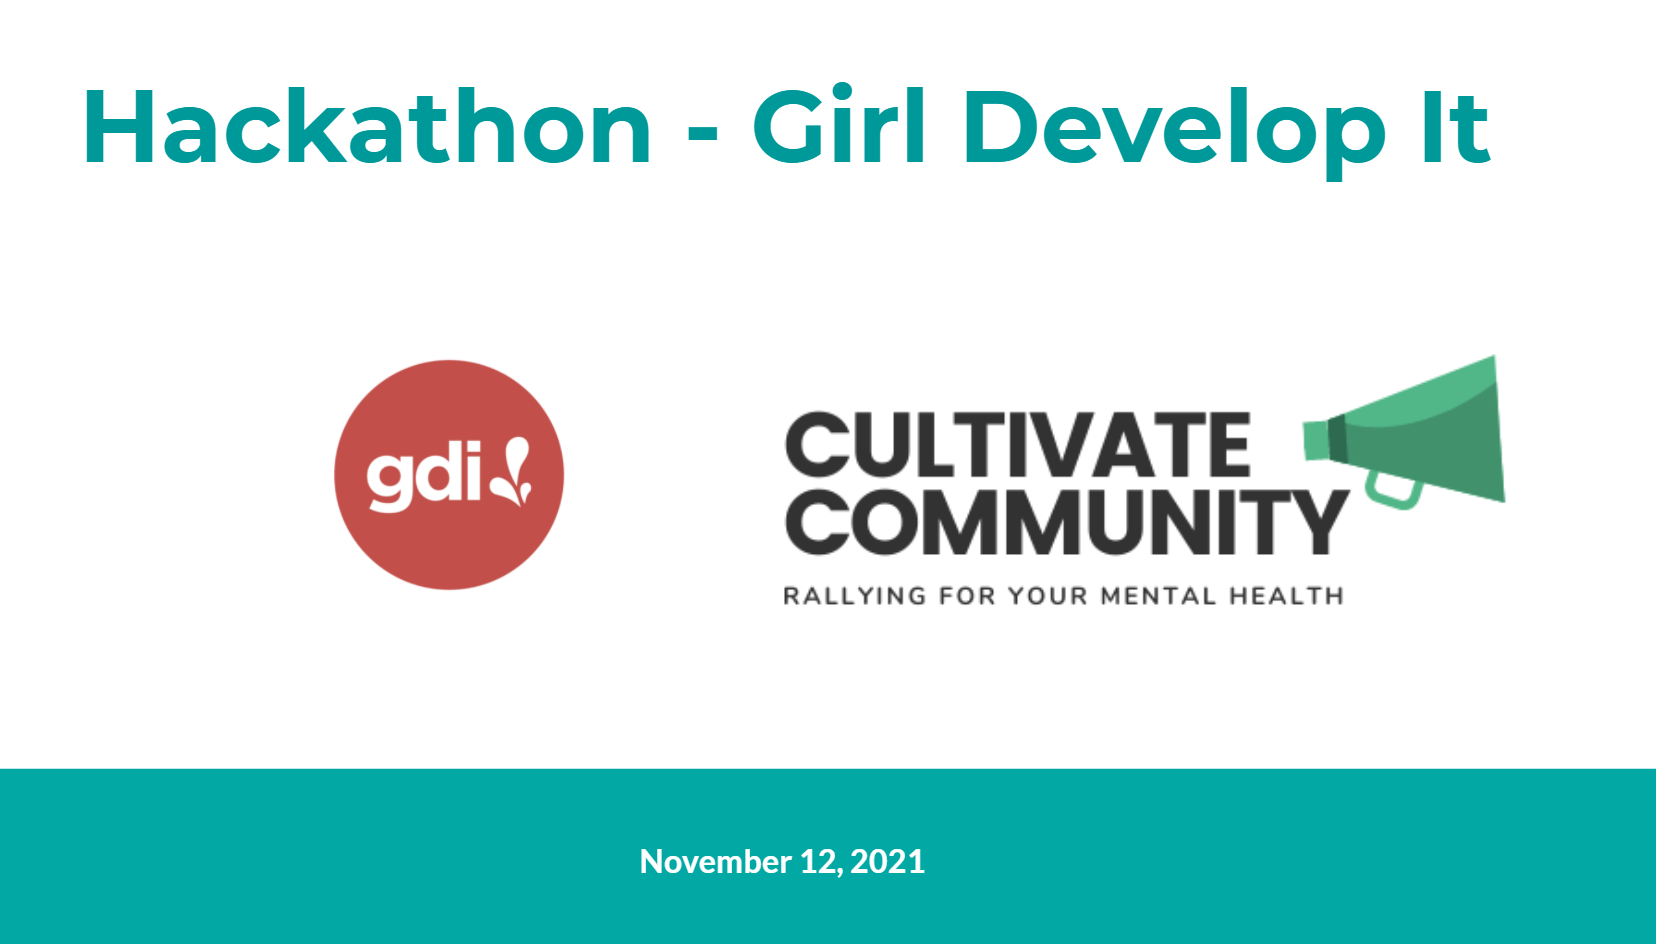 Hackathon - Girl Develop It
gdi
CULTIVATE
COMMUNITY
RALLYING FOR YOUR MENTAL HEALTH
November 12, 2021